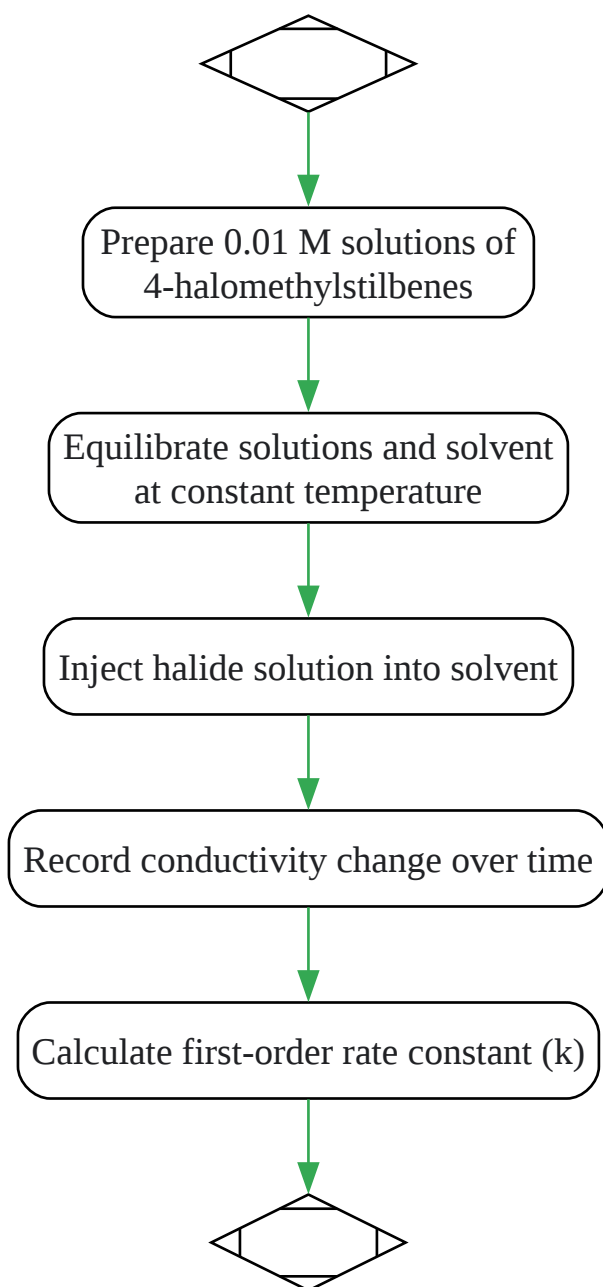 Prepare 0.01 M solutions of
4-halomethylstilbenes
Equilibrate solutions and solvent
at constant temperature
Inject halide solution into solvent
Record conductivity change over time
Calculate first-order rate constant (k)